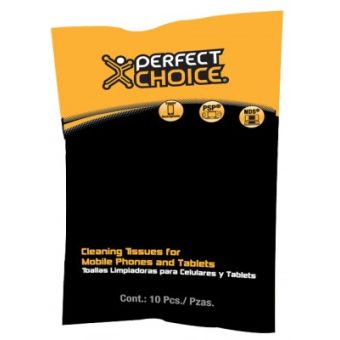 PERFECT
CHOICE®
PSP®
NDS®
Cleaning Tissues for
Mobile Phones and Tablets
Toallas Limpiadoras para Celulares y Tablets
Cont.: 10 Pcs./ Pzas.